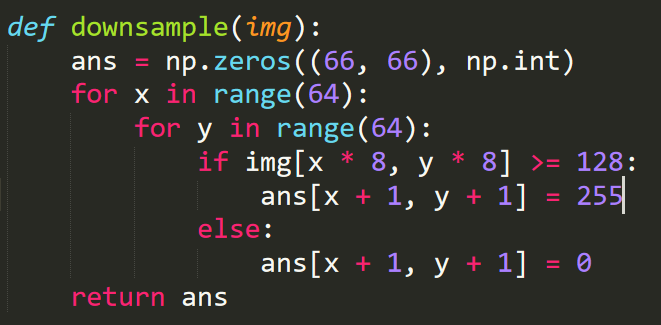 def downsample(img):
    ans = np.zeros((66, 66), np.int)
    for x in range(64):
        for y in range(64):
            if img[x * 8, y * 8] >= 128:
                ans[x + 1, y + 1] = 255
            else:
                ans[x + 1, y + 1] = 0
    return ans